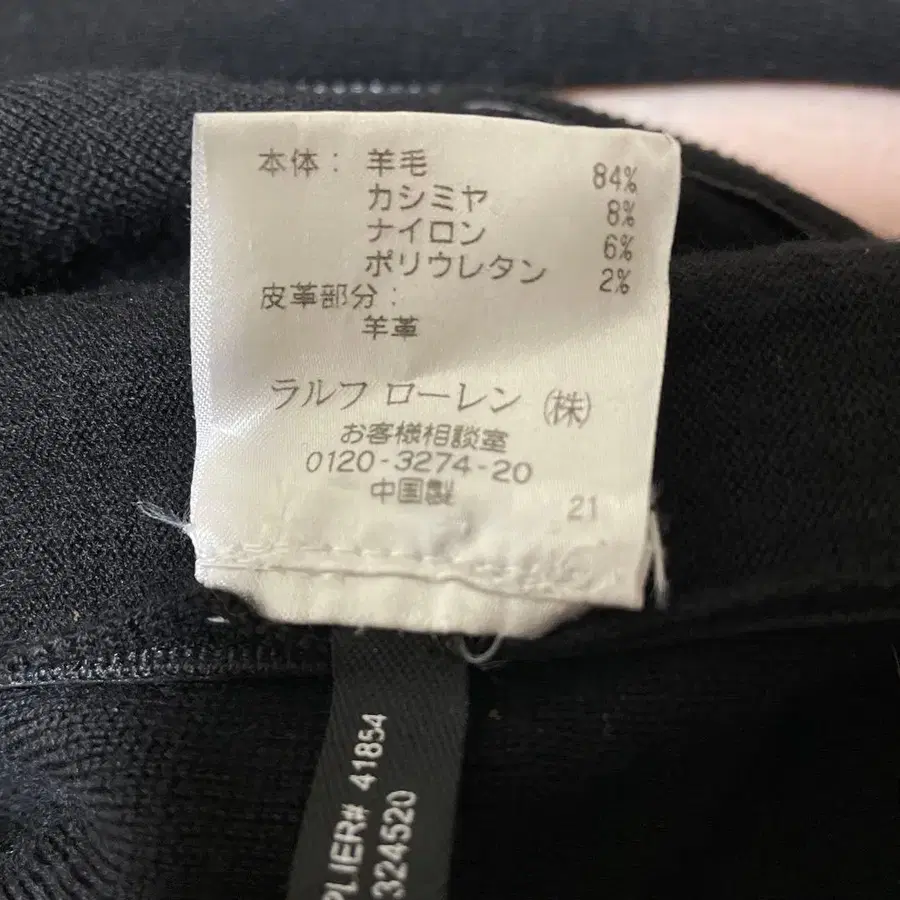 本体： 羊毛 84%
カシミヤ 8%
ナイロン 6%
ポリウレタン 2%
皮革部分：
羊革
ラルフ ローレン (株)
お客様相談室
0120-3274-20
中国製
21
PLIER# 41854
324520